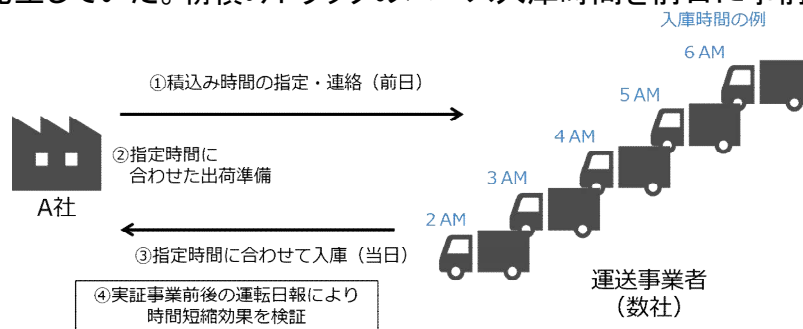 入庫時間の例
6 AM
①積込み時間の指定・連絡（前日）
5 AM
4 AM
②指定時間に
合わせた出荷準備
3 AM
A社
2 AM
③指定時間に合わせて入庫（当日）
④実証事業前後の運転日報により
時間短縮効果を検証
運送事業者
（数社）